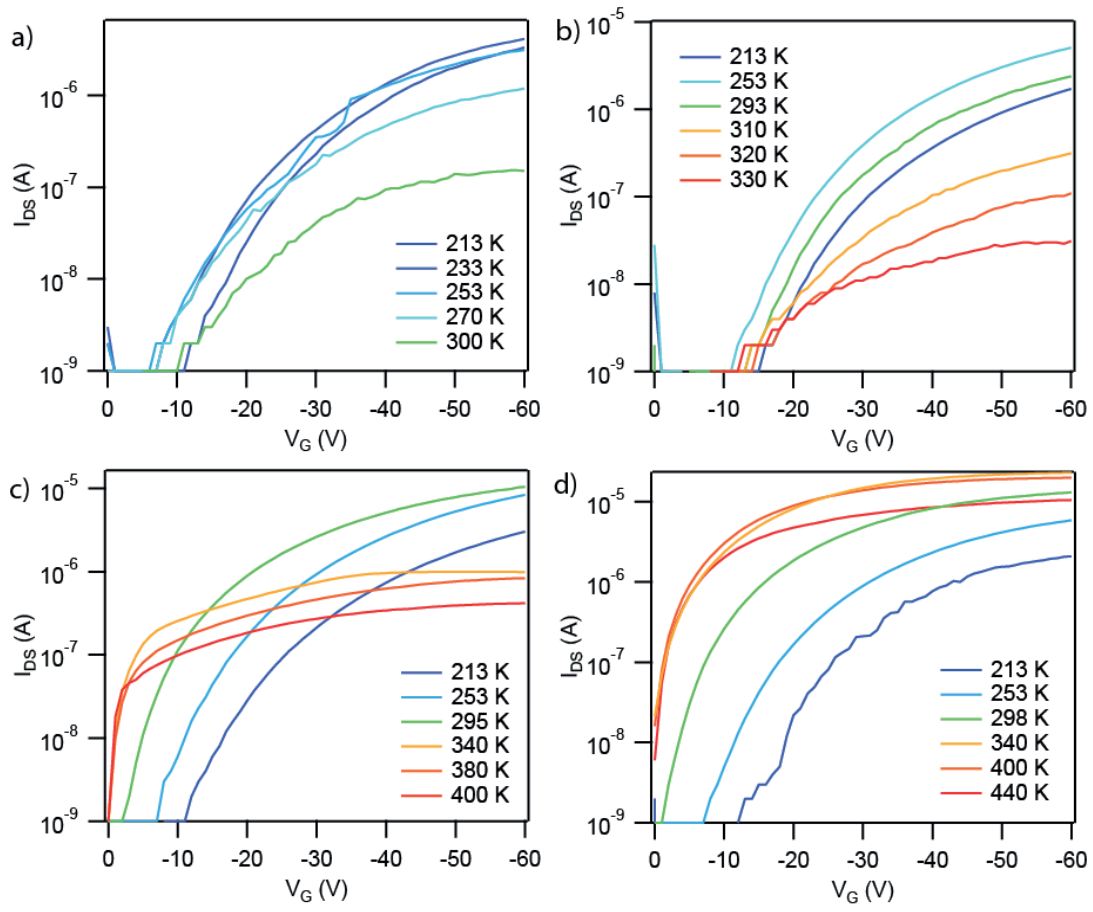 a)
10⁻⁶
10⁻⁷
10⁻⁸
10⁻⁹
I_DS (A)
213 K
233 K
253 K
270 K
300 K
0 -10 -20 -30 -40 -50 -60
V_G (V)
b)
10⁻⁵
10⁻⁶
10⁻⁷
10⁻⁸
10⁻⁹
I_DS (A)
213 K
253 K
293 K
310 K
320 K
330 K
0 -10 -20 -30 -40 -50 -60
V_G (V)
c)
10⁻⁵
10⁻⁶
10⁻⁷
10⁻⁸
10⁻⁹
I_DS (A)
213 K
253 K
295 K
340 K
380 K
400 K
0 -10 -20 -30 -40 -50 -60
V_G (V)
d)
10⁻⁵
10⁻⁶
10⁻⁷
10⁻⁸
10⁻⁹
I_DS (A)
213 K
253 K
298 K
340 K
400 K
440 K
0 -10 -20 -30 -40 -50 -60
V_G (V)